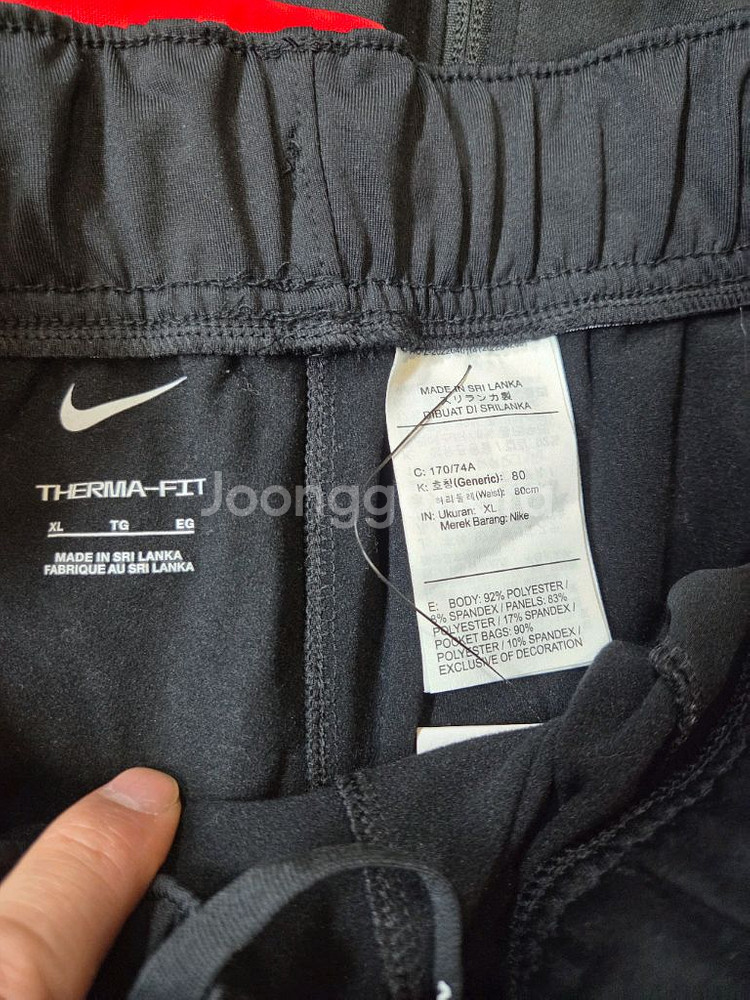 THERMA-FIT
XL TG EG
MADE IN SRI LANKA
FABRIQUE AU SRI LANKA
MADE IN SRI LANKA
スリランカ製
DIBUAT DI SRILANKA
C: 170/74A
K: 호칭(Generic): 80
허리둘레(Waist): 80cm
IN: Ukuran: XL
Merek Barang: Nike
E: BODY: 92% POLYESTER /
8% SPANDEX / PANELS: 83%
POLYESTER / 17% SPANDEX /
POCKET BAGS: 90%
POLYESTER / 10% SPANDEX /
EXCLUSIVE OF DECORATION